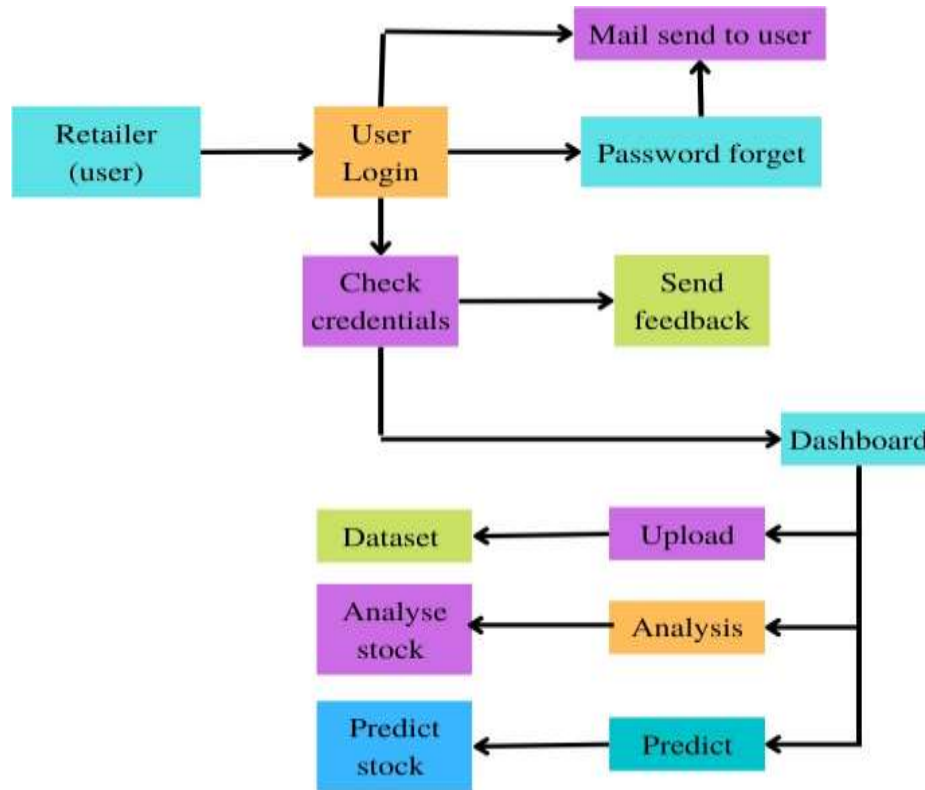 Mail send to user
Retailer
(user)
User
Login
Password forget
Check
credentials
Send
feedback
Dashboard
Dataset
Upload
Analyse
stock
Analysis
Predict
stock
Predict